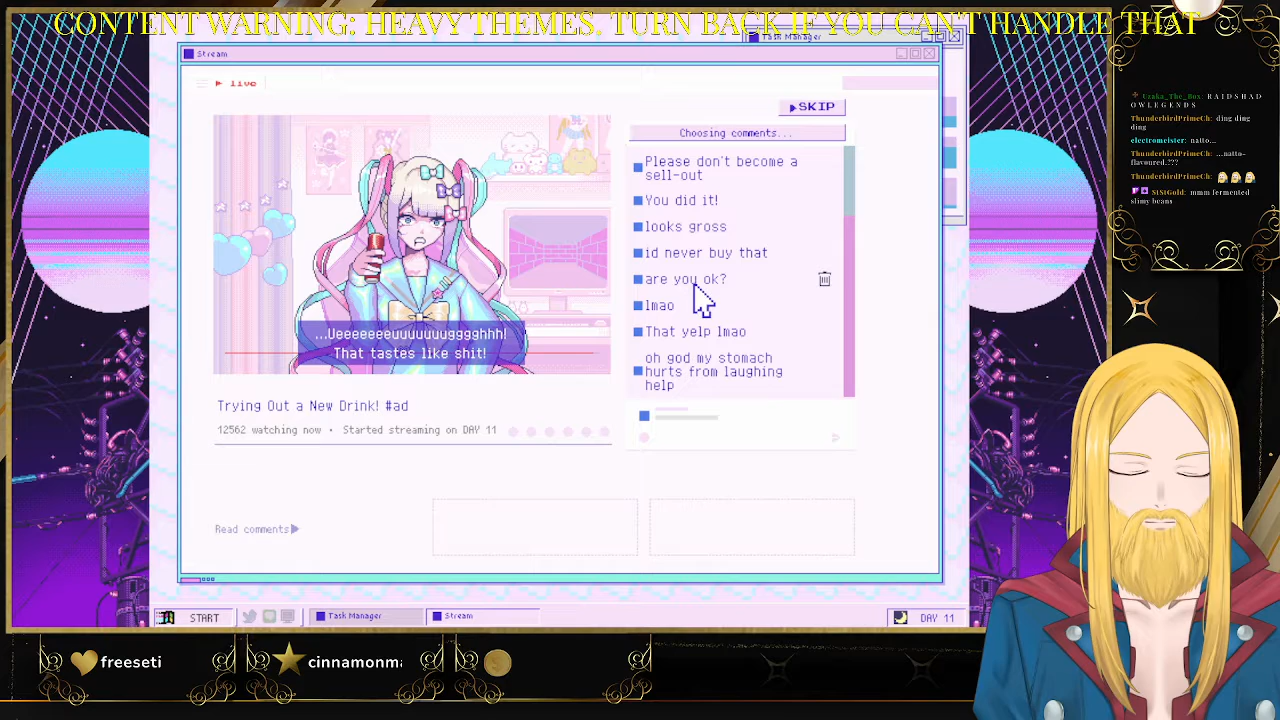 CONTENT WARNING: HEAVY THEMES. TURN BACK IF YOU CAN'T HANDLE THAT
Task Manager
Stream
live
SKIP
Choosing comments...
Please don't become a
sell-out
You did it!
looks gross
id never buy that
are you ok?
lmao
That yelp lmao
oh god my stomach
hurts from laughing
help
...Ueeeeeeuuuuuuuggggghhh!
That tastes like shit!
Trying Out a New Drink! #ad
12562 watching now • Started streaming on DAY 11
Read comments
START
Task Manager
Stream
DAY 11
Uzaka_The_Box: R A I D S H A D
O W L E G E N D S
ThunderbirdPrimeCh: ding ding
ding
electromeister: natto...
ThunderbirdPrimeCh: ...natto-
flavoured.???
ThunderbirdPrimeCh:
StStGold: mmm fermented
slimy beans
freeseti
cinnamonm